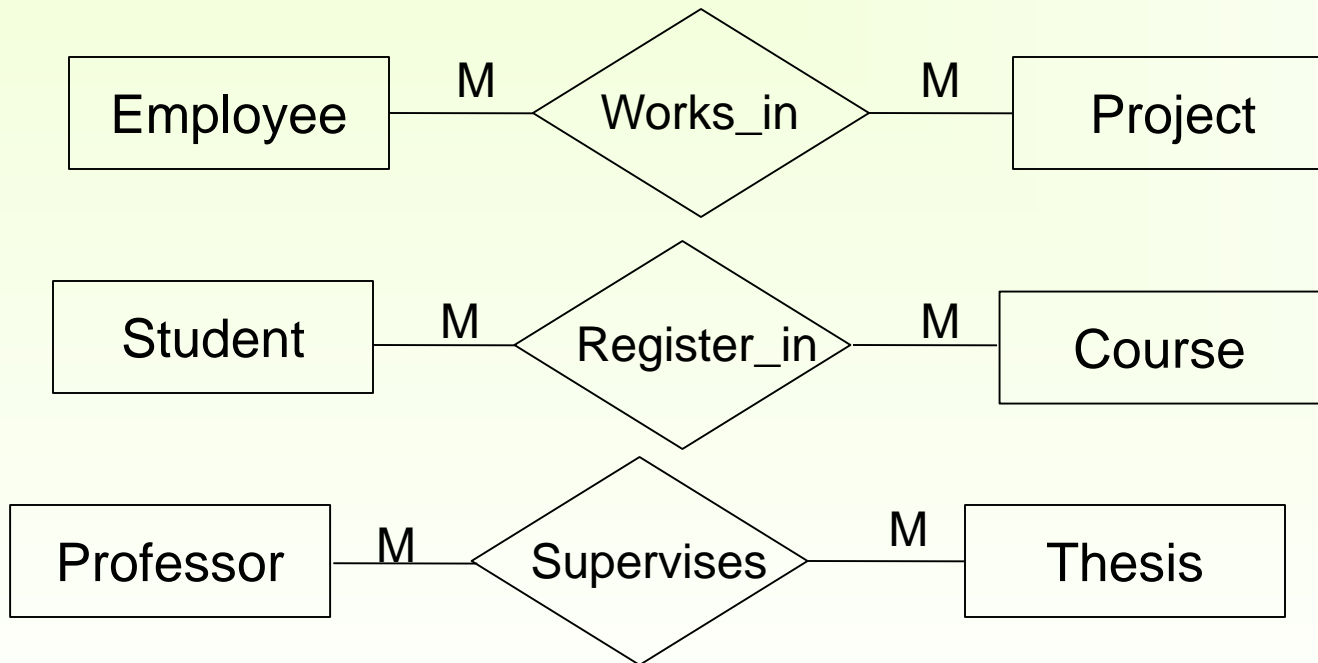 Employee M Works_in M Project
Student M Register_in M Course
Professor M Supervises M Thesis